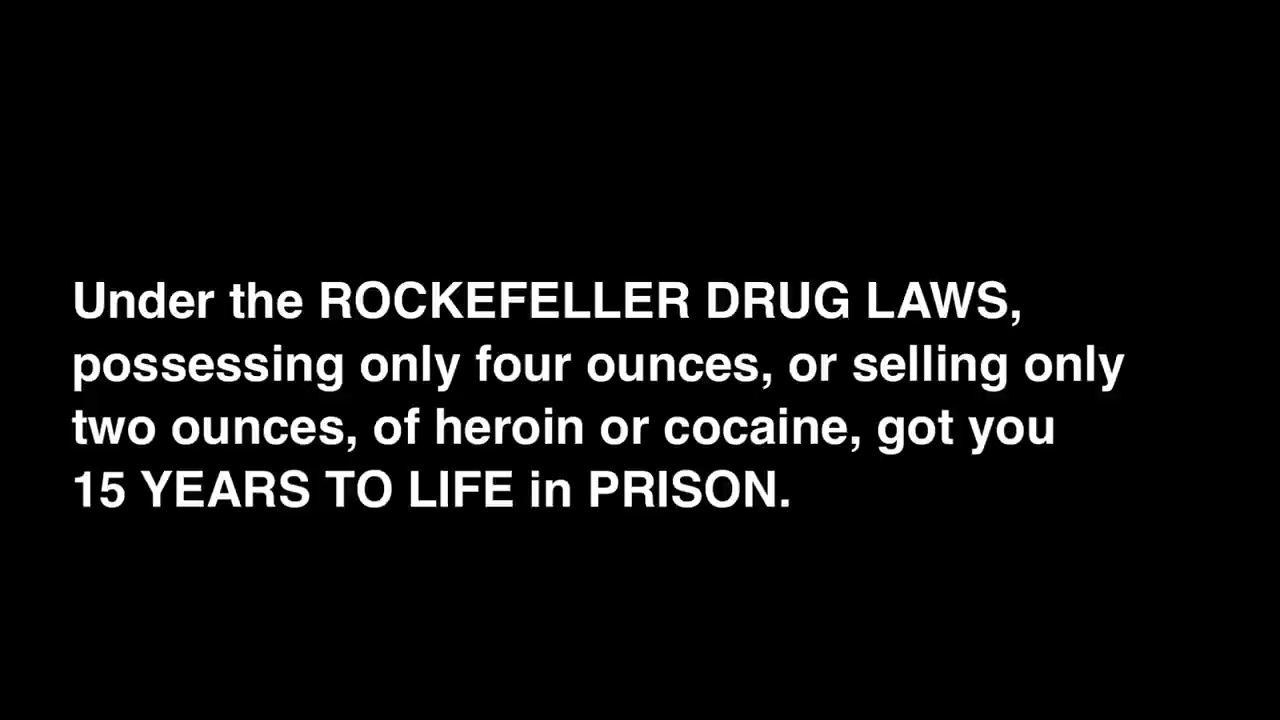 Under the ROCKEFELLER DRUG LAWS,
possessing only four ounces, or selling only
two ounces, of heroin or cocaine, got you
15 YEARS TO LIFE in PRISON.